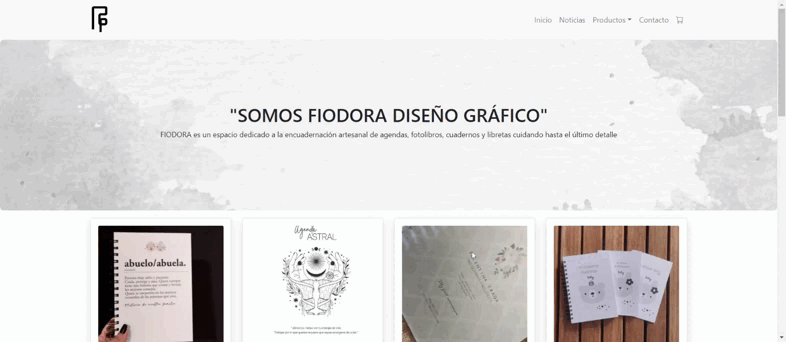 Inicio Noticias Productos Contacto
"SOMOS FIODORA DISEÑO GRÁFICO"
FIODORA es un espacio dedicado a la encuadernación artesanal de agendas, fotolibros, cuadernos y libretas cuidando hasta el último detalle
abuelo/abuela.
Agenda
ASTRAL